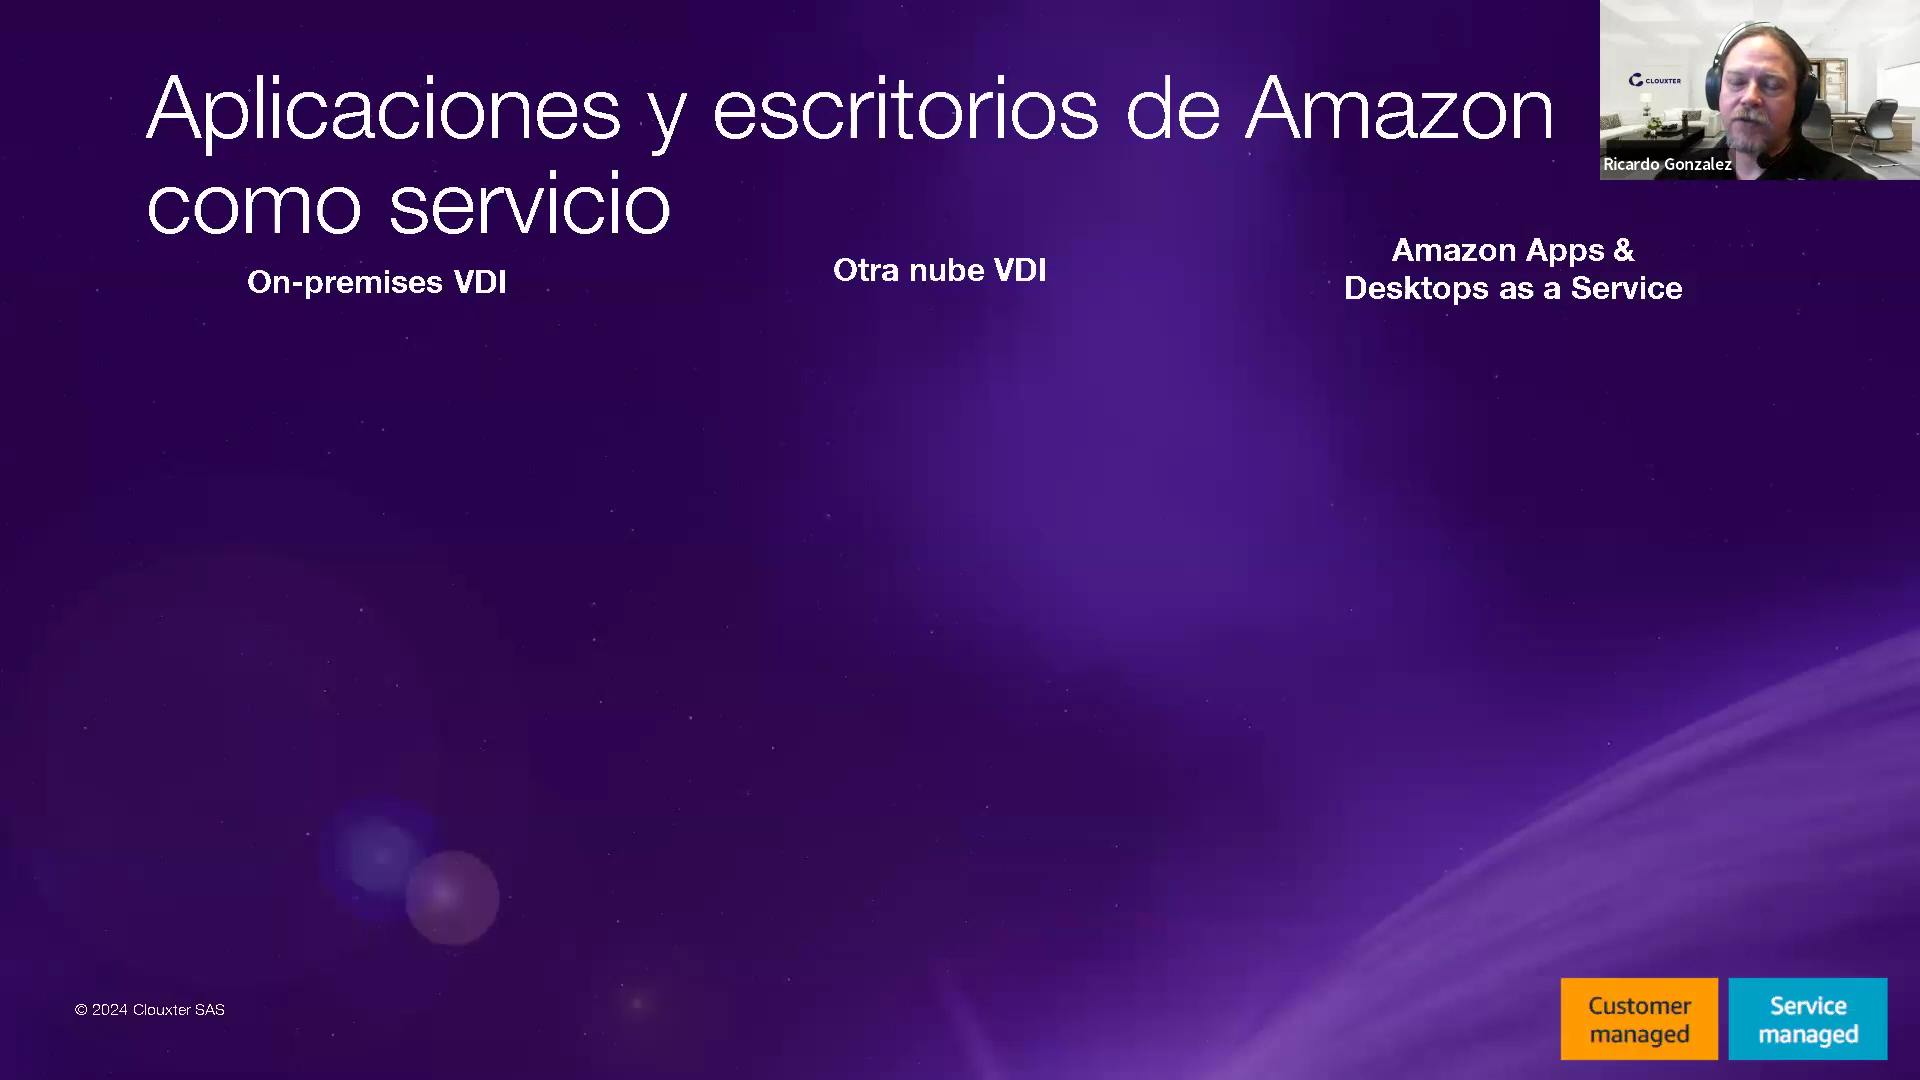 Aplicaciones y escritorios de Amazon
como servicio
CLOUXTER
Ricardo Gonzalez
On-premises VDI
Otra nube VDI
Amazon Apps &
Desktops as a Service
© 2024 Clouxter SAS
Customer
managed
Service
managed